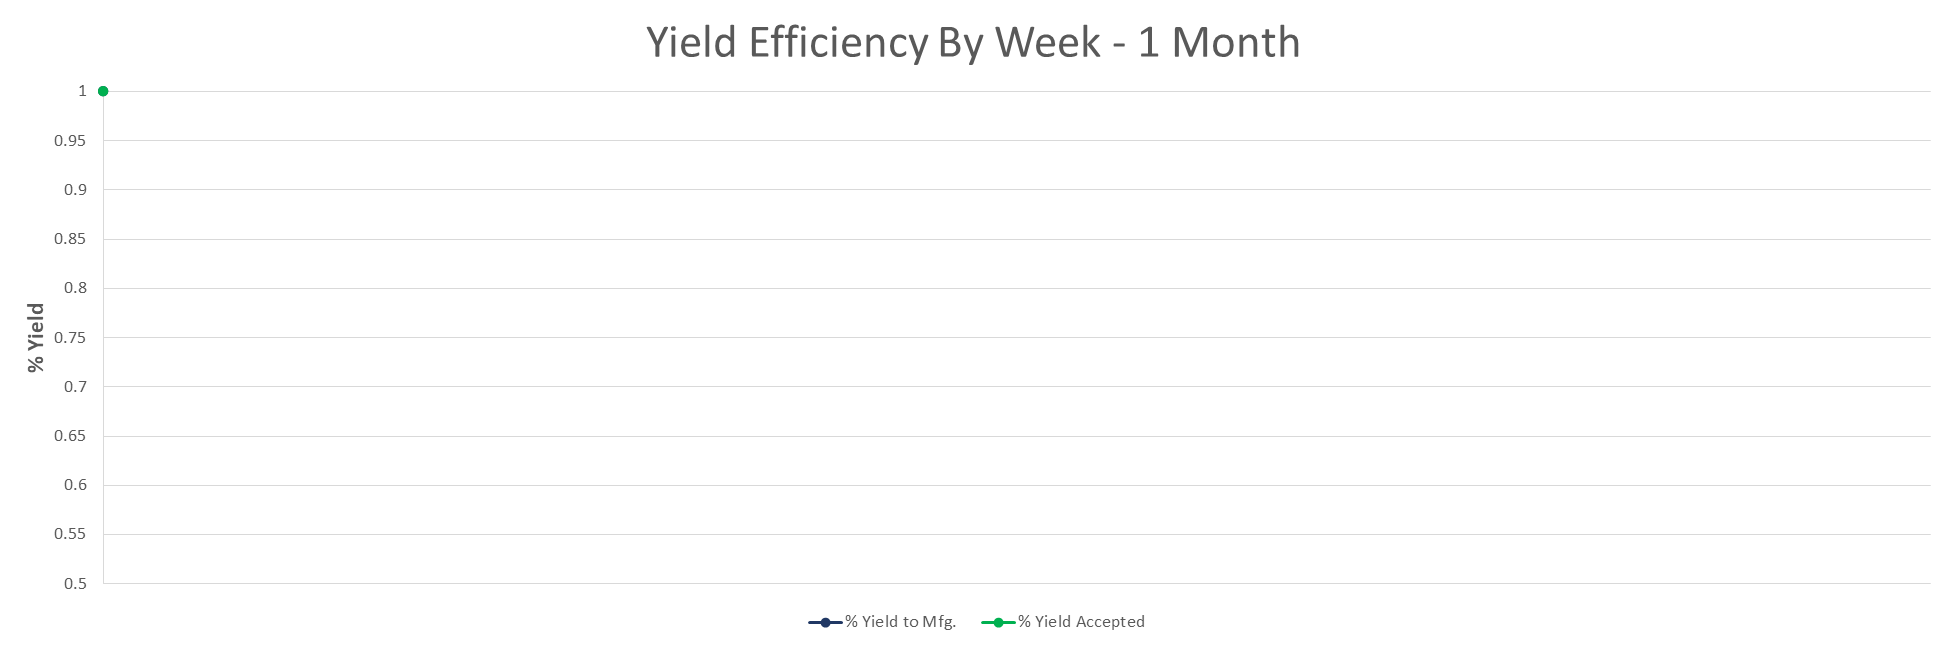 Yield Efficiency By Week - 1 Month
1
0.95
0.9
0.85
0.8
0.75
0.7
0.65
0.6
0.55
0.5
% Yield
% Yield to Mfg.
% Yield Accepted